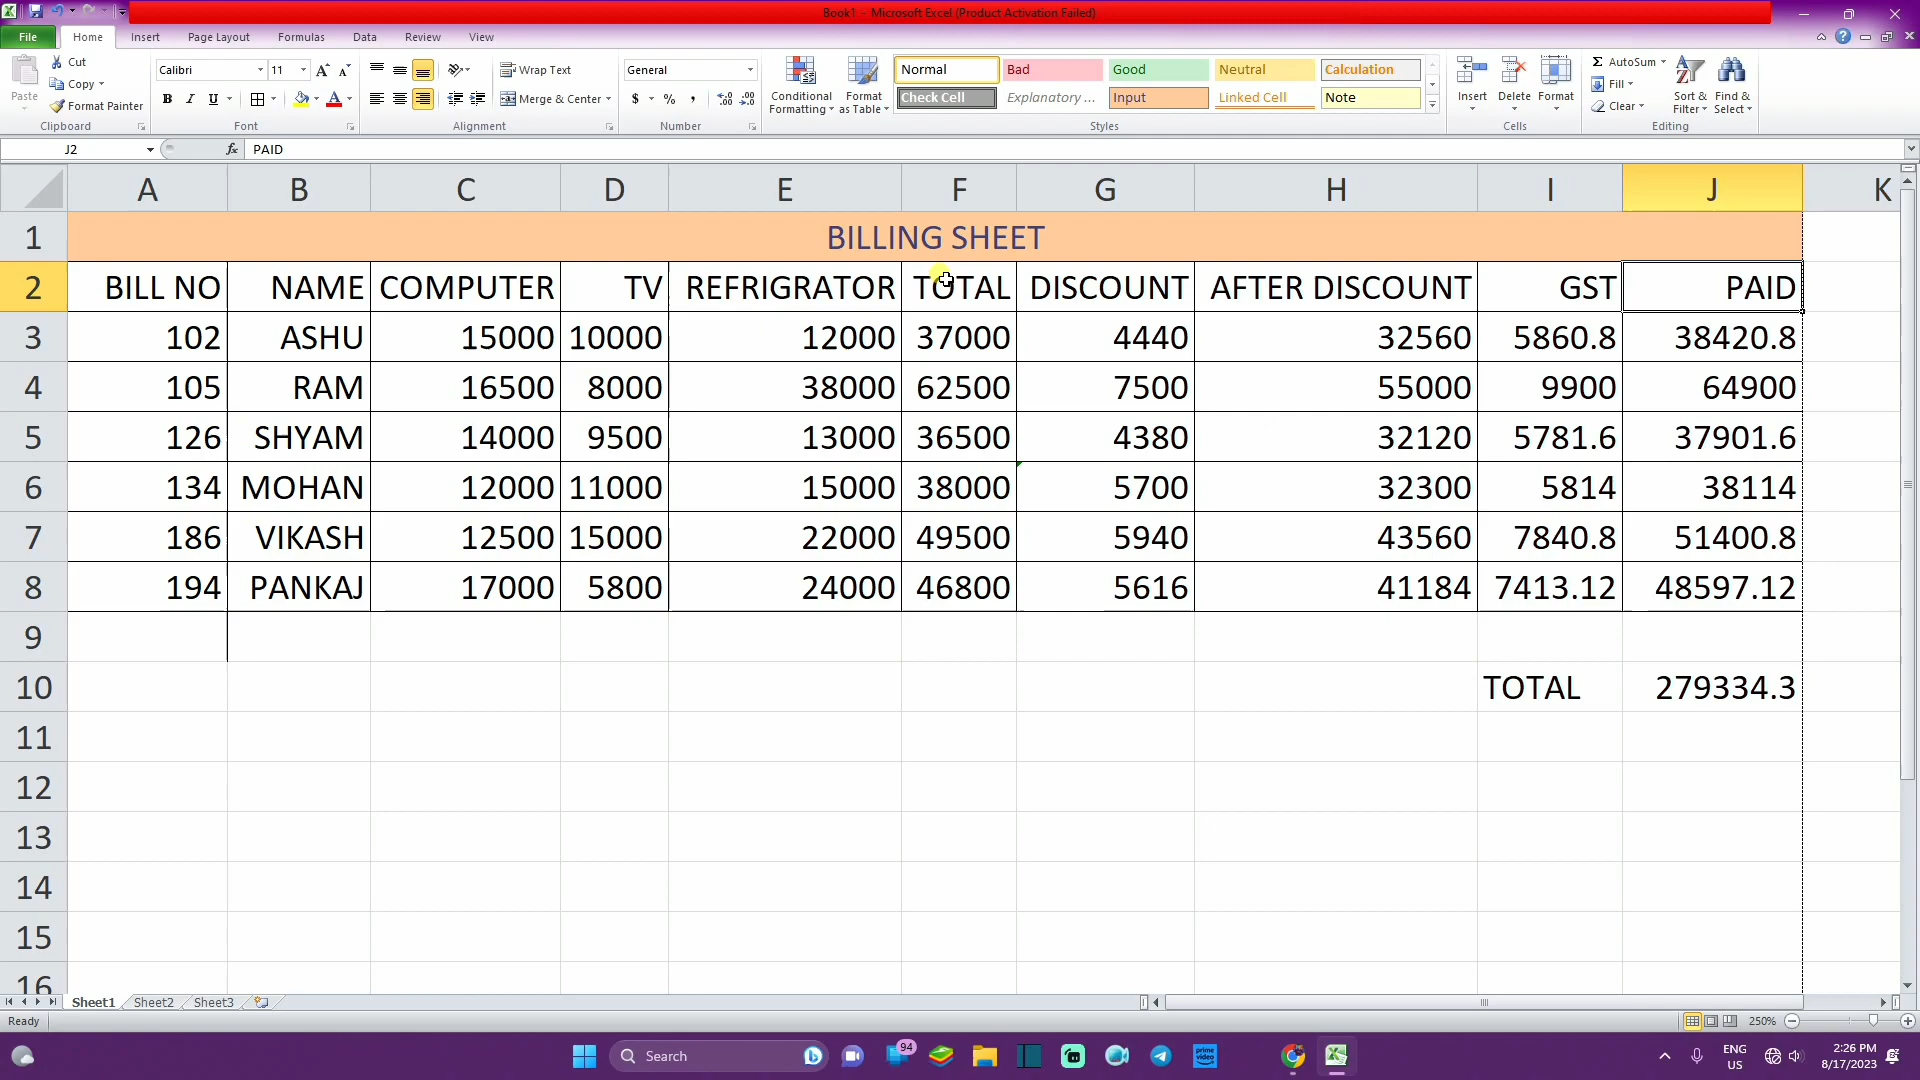 Book1 - Microsoft Excel (Product Activation Failed)
File Home Insert Page Layout Formulas Data Review View
Paste Cut Copy Format Painter
Calibri 11
B I U
Wrap Text
Merge & Center
General
$ % ,
Conditional Formatting Format as Table
Normal Bad Good Neutral Calculation
Check Cell Explanatory ... Input Linked Cell Note
Insert Delete Format
Σ AutoSum Fill Clear
Sort & Filter Find & Select
Clipboard Font Alignment Number Styles Cells Editing
J2 fx PAID
A B C D E F G H I J K
1 BILLING SHEET
2 BILL NO NAME COMPUTER TV REFRIGRATOR TOTAL DISCOUNT AFTER DISCOUNT GST PAID
3 102 ASHU 15000 10000 12000 37000 4440 32560 5860.8 38420.8
4 105 RAM 16500 8000 38000 62500 7500 55000 9900 64900
5 126 SHYAM 14000 9500 13000 36500 4380 32120 5781.6 37901.6
6 134 MOHAN 12000 11000 15000 38000 5700 32300 5814 38114
7 186 VIKASH 12500 15000 22000 49500 5940 43560 7840.8 51400.8
8 194 PANKAJ 17000 5800 24000 46800 5616 41184 7413.12 48597.12
9
10 TOTAL 279334.3
11
12
13
14
15
16
Sheet1 Sheet2 Sheet3
Ready 250%
Search 94 prime video ENG US 2:26 PM 8/17/2023